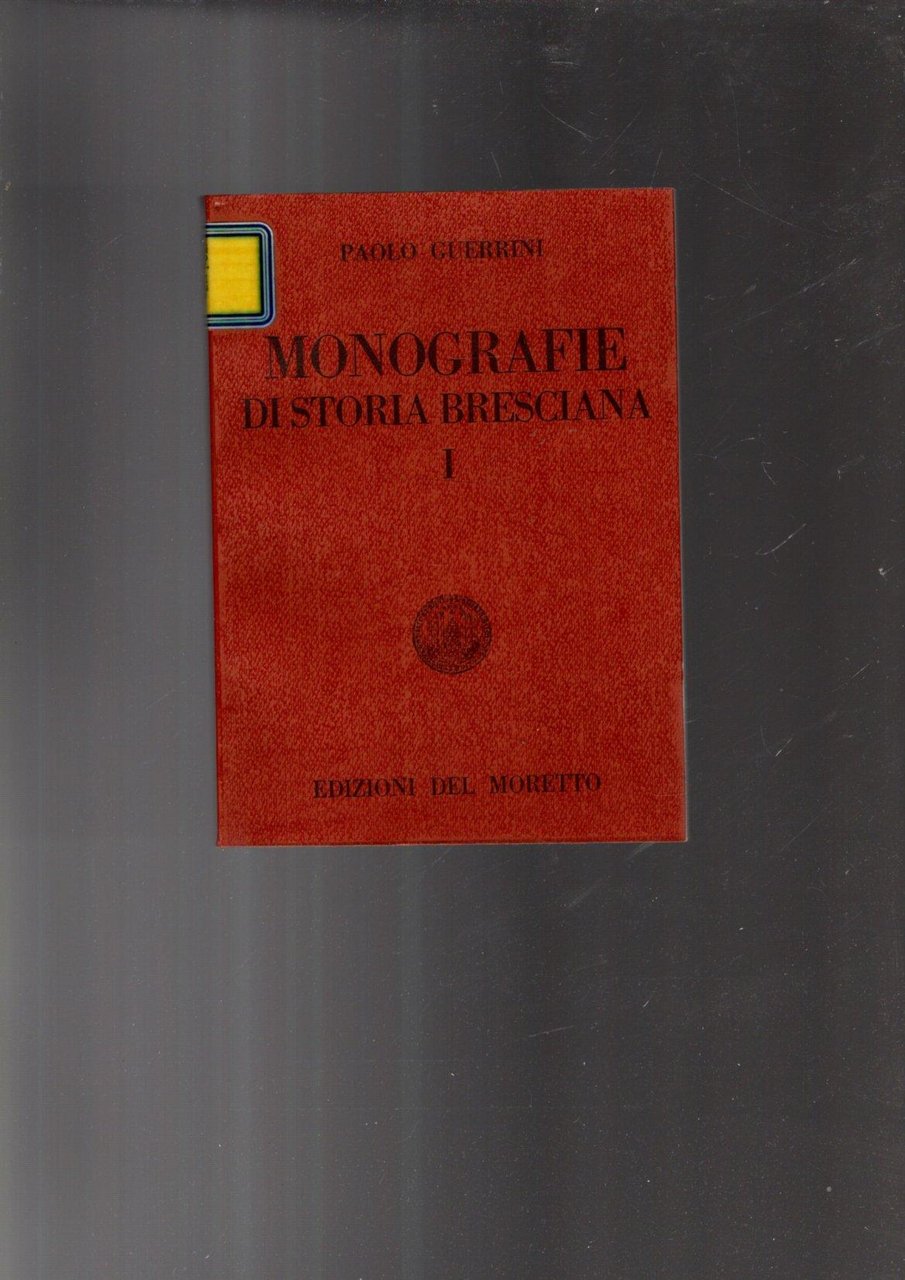 PAOLO GUERRINI
MONOGRAFIE
DI STORIA BRESCIANA
I
EDIZIONI DEL MORETTO